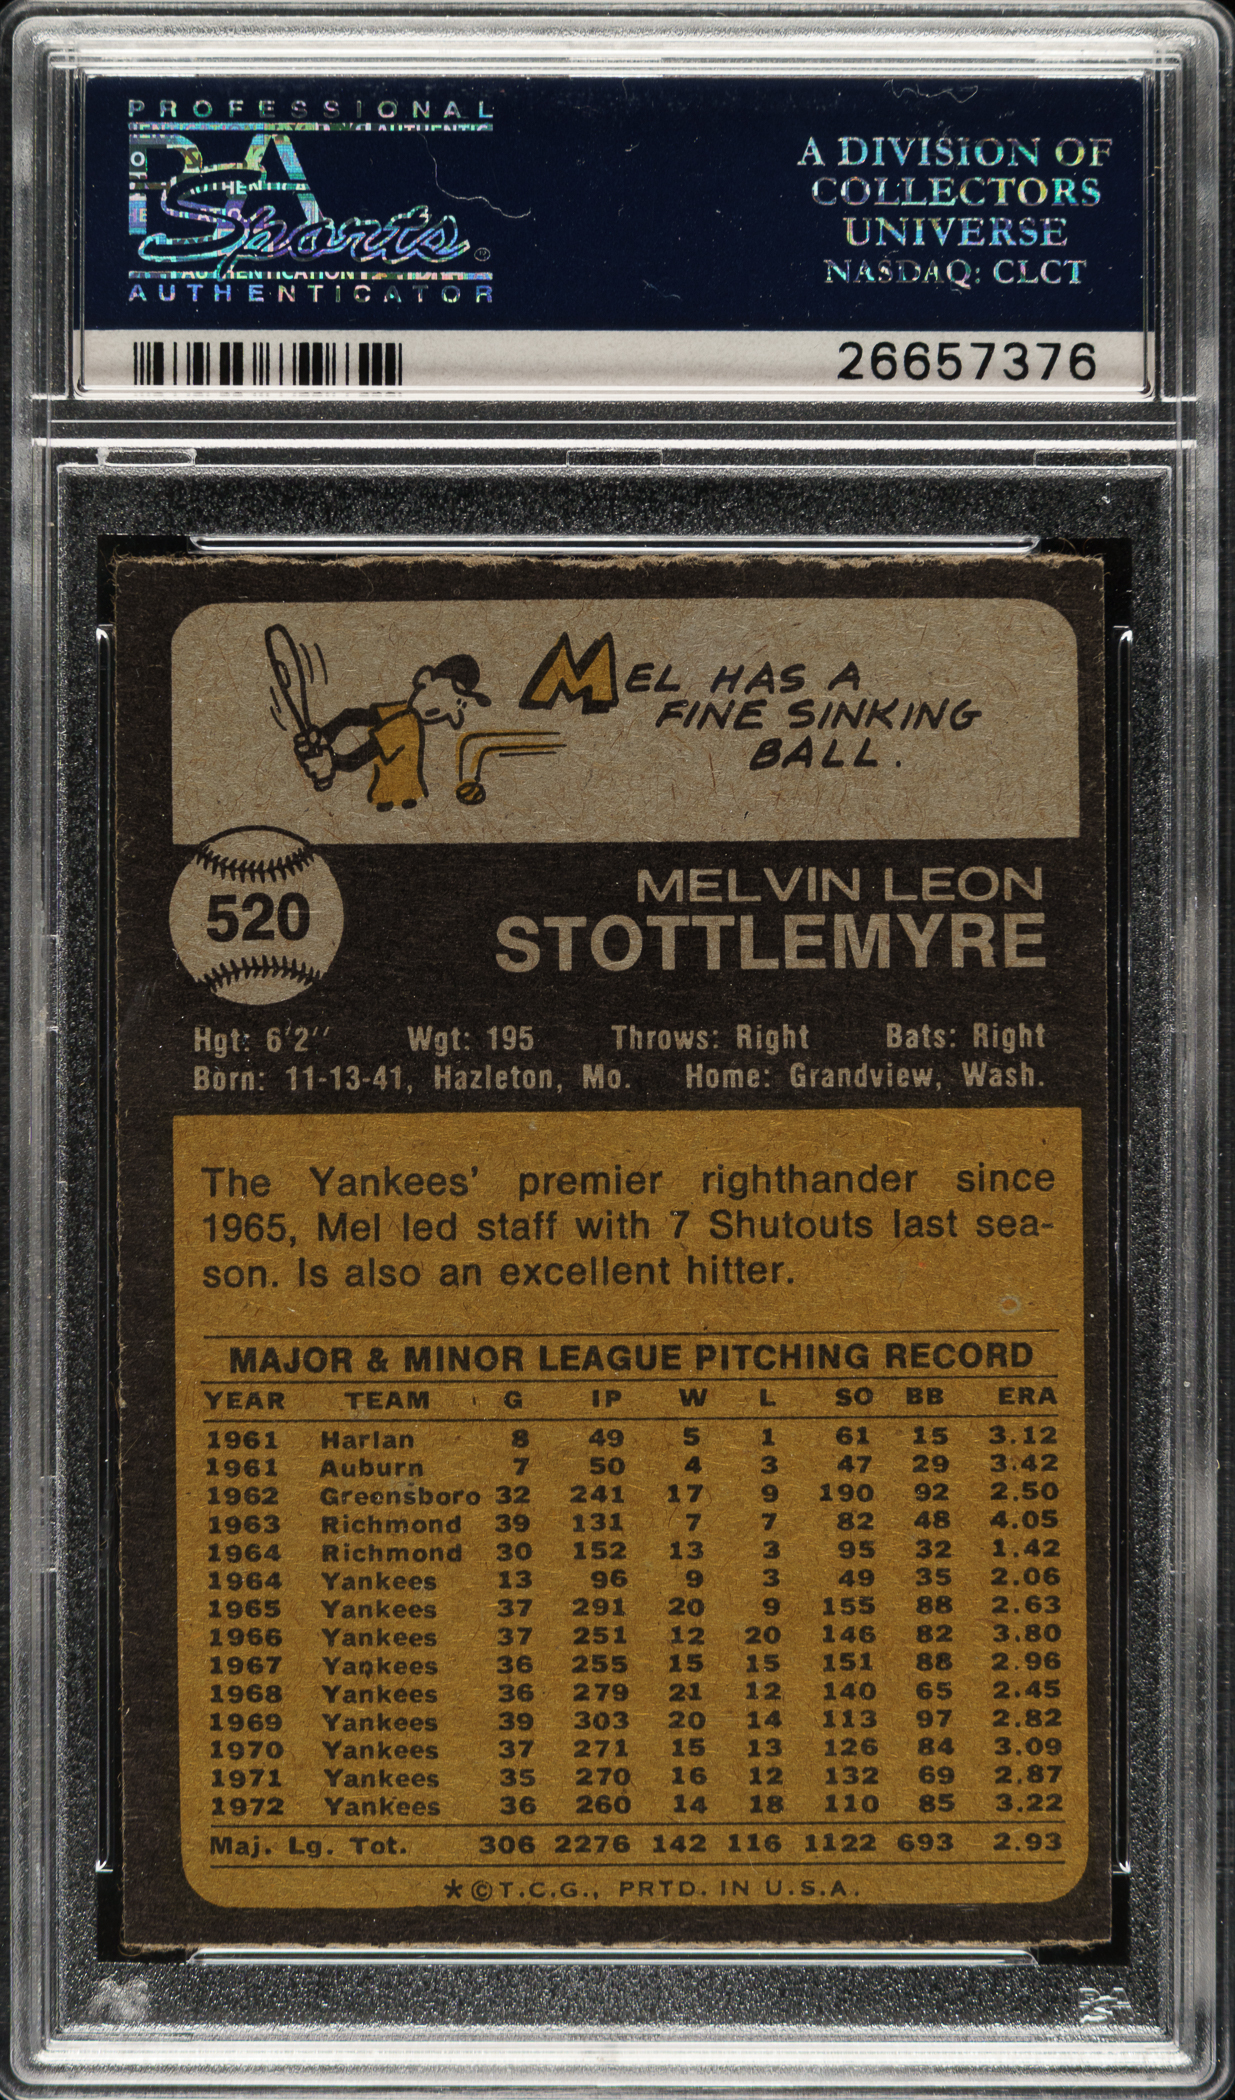 PROFESSIONAL
PSA
Sports®
AUTHENTICATOR
A DIVISION OF
COLLECTORS
UNIVERSE
NASDAQ: CLCT
26657376
MEL HAS A
FINE SINKING
BALL.
520
MELVIN LEON
STOTTLEMYRE
Hgt: 6'2'' Wgt: 195 Throws: Right Bats: Right
Born: 11-13-41, Hazleton, Mo. Home: Grandview, Wash.
The Yankees' premier righthander since
1965, Mel led staff with 7 Shutouts last sea-
son. Is also an excellent hitter.
MAJOR & MINOR LEAGUE PITCHING RECORD
YEAR TEAM G IP W L SO BB ERA
1961 Harlan 8 49 5 1 61 15 3.12
1961 Auburn 7 50 4 3 47 29 3.42
1962 Greensboro 32 241 17 9 190 92 2.50
1963 Richmond 39 131 7 7 82 48 4.05
1964 Richmond 30 152 13 3 95 32 1.42
1964 Yankees 13 96 9 3 49 35 2.06
1965 Yankees 37 291 20 9 155 88 2.63
1966 Yankees 37 251 12 20 146 82 3.80
1967 Yankees 36 255 15 15 151 88 2.96
1968 Yankees 36 279 21 12 140 65 2.45
1969 Yankees 39 303 20 14 113 97 2.82
1970 Yankees 37 271 15 13 126 84 3.09
1971 Yankees 35 270 16 12 132 69 2.87
1972 Yankees 36 260 14 18 110 85 3.22
Maj. Lg. Tot. 306 2276 142 116 1122 693 2.93
*©T.C.G., PRTD. IN U.S.A.